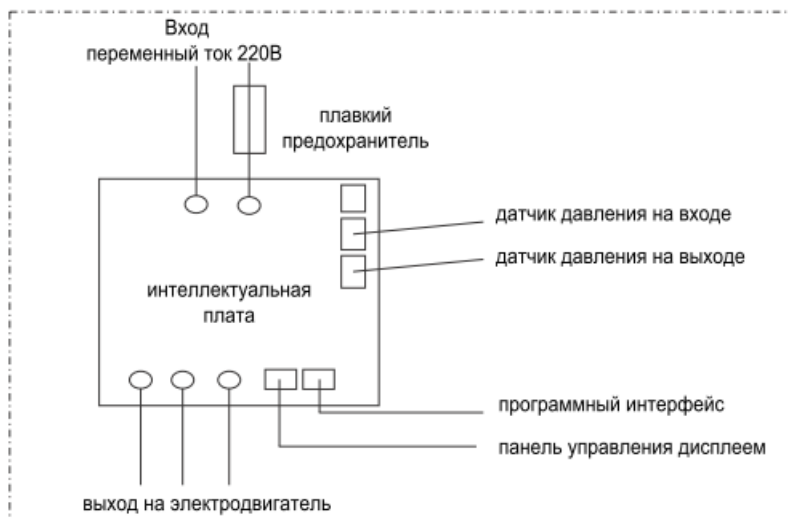 Вход
переменный ток 220В
плавкий
предохранитель
датчик давления на входе
датчик давления на выходе
интеллектуальная
плата
программный интерфейс
панель управления дисплеем
выход на электродвигатель